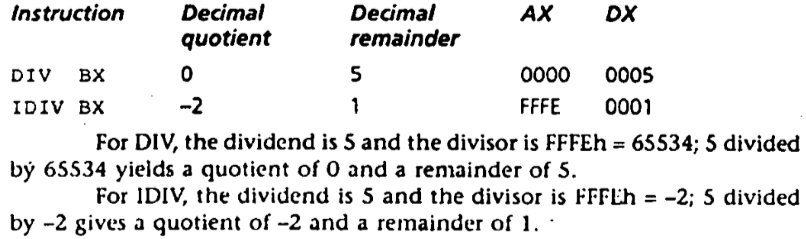 Instruction Decimal Decimal AX DX
quotient remainder
DIV BX 0 5 0000 0005
IDIV BX -2 1 FFFE 0001
For DIV, the dividend is 5 and the divisor is FFFEh = 65534; 5 divided
by 65534 yields a quotient of 0 and a remainder of 5.
For IDIV, the dividend is 5 and the divisor is FFFEh = -2; 5 divided
by -2 gives a quotient of -2 and a remainder of 1.